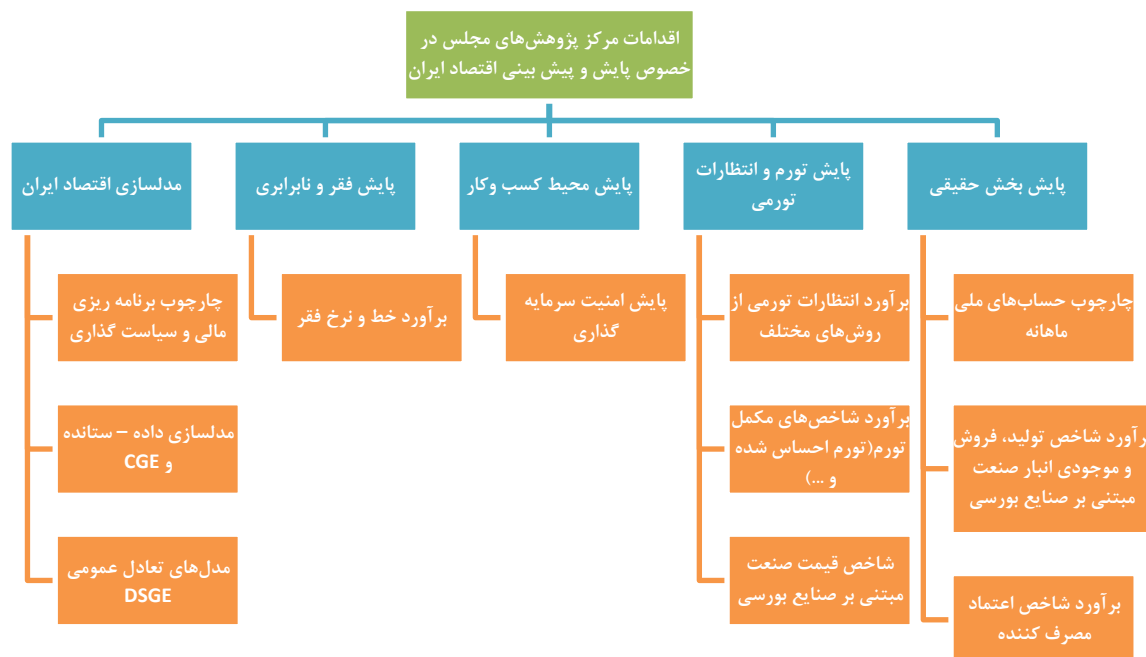 اقدامات مرکز پژوهش‌های مجلس در
خصوص پایش و پیش بینی اقتصاد ایران
پایش بخش حقیقی
چارچوب حساب‌های ملی
ماهانه
برآورد شاخص تولید، فروش
و موجودی انبار صنعت
مبتنی بر صنایع بورسی
برآورد شاخص اعتماد
مصرف کننده
پایش تورم و انتظارات
تورمی
برآورد انتظارات تورمی از
روش‌های مختلف
برآورد شاخص‌های مکمل
تورم(تورم احساس شده
و ...)
شاخص قیمت صنعت
مبتنی بر صنایع بورسی
پایش محیط کسب وکار
پایش امنیت سرمایه
گذاری
پایش فقر و نابرابری
برآورد خط و نرخ فقر
مدلسازی اقتصاد ایران
چارچوب برنامه ریزی
مالی و سیاست گذاری
مدلسازی داده – ستانده
و CGE
مدل‌های تعادل عمومی
DSGE